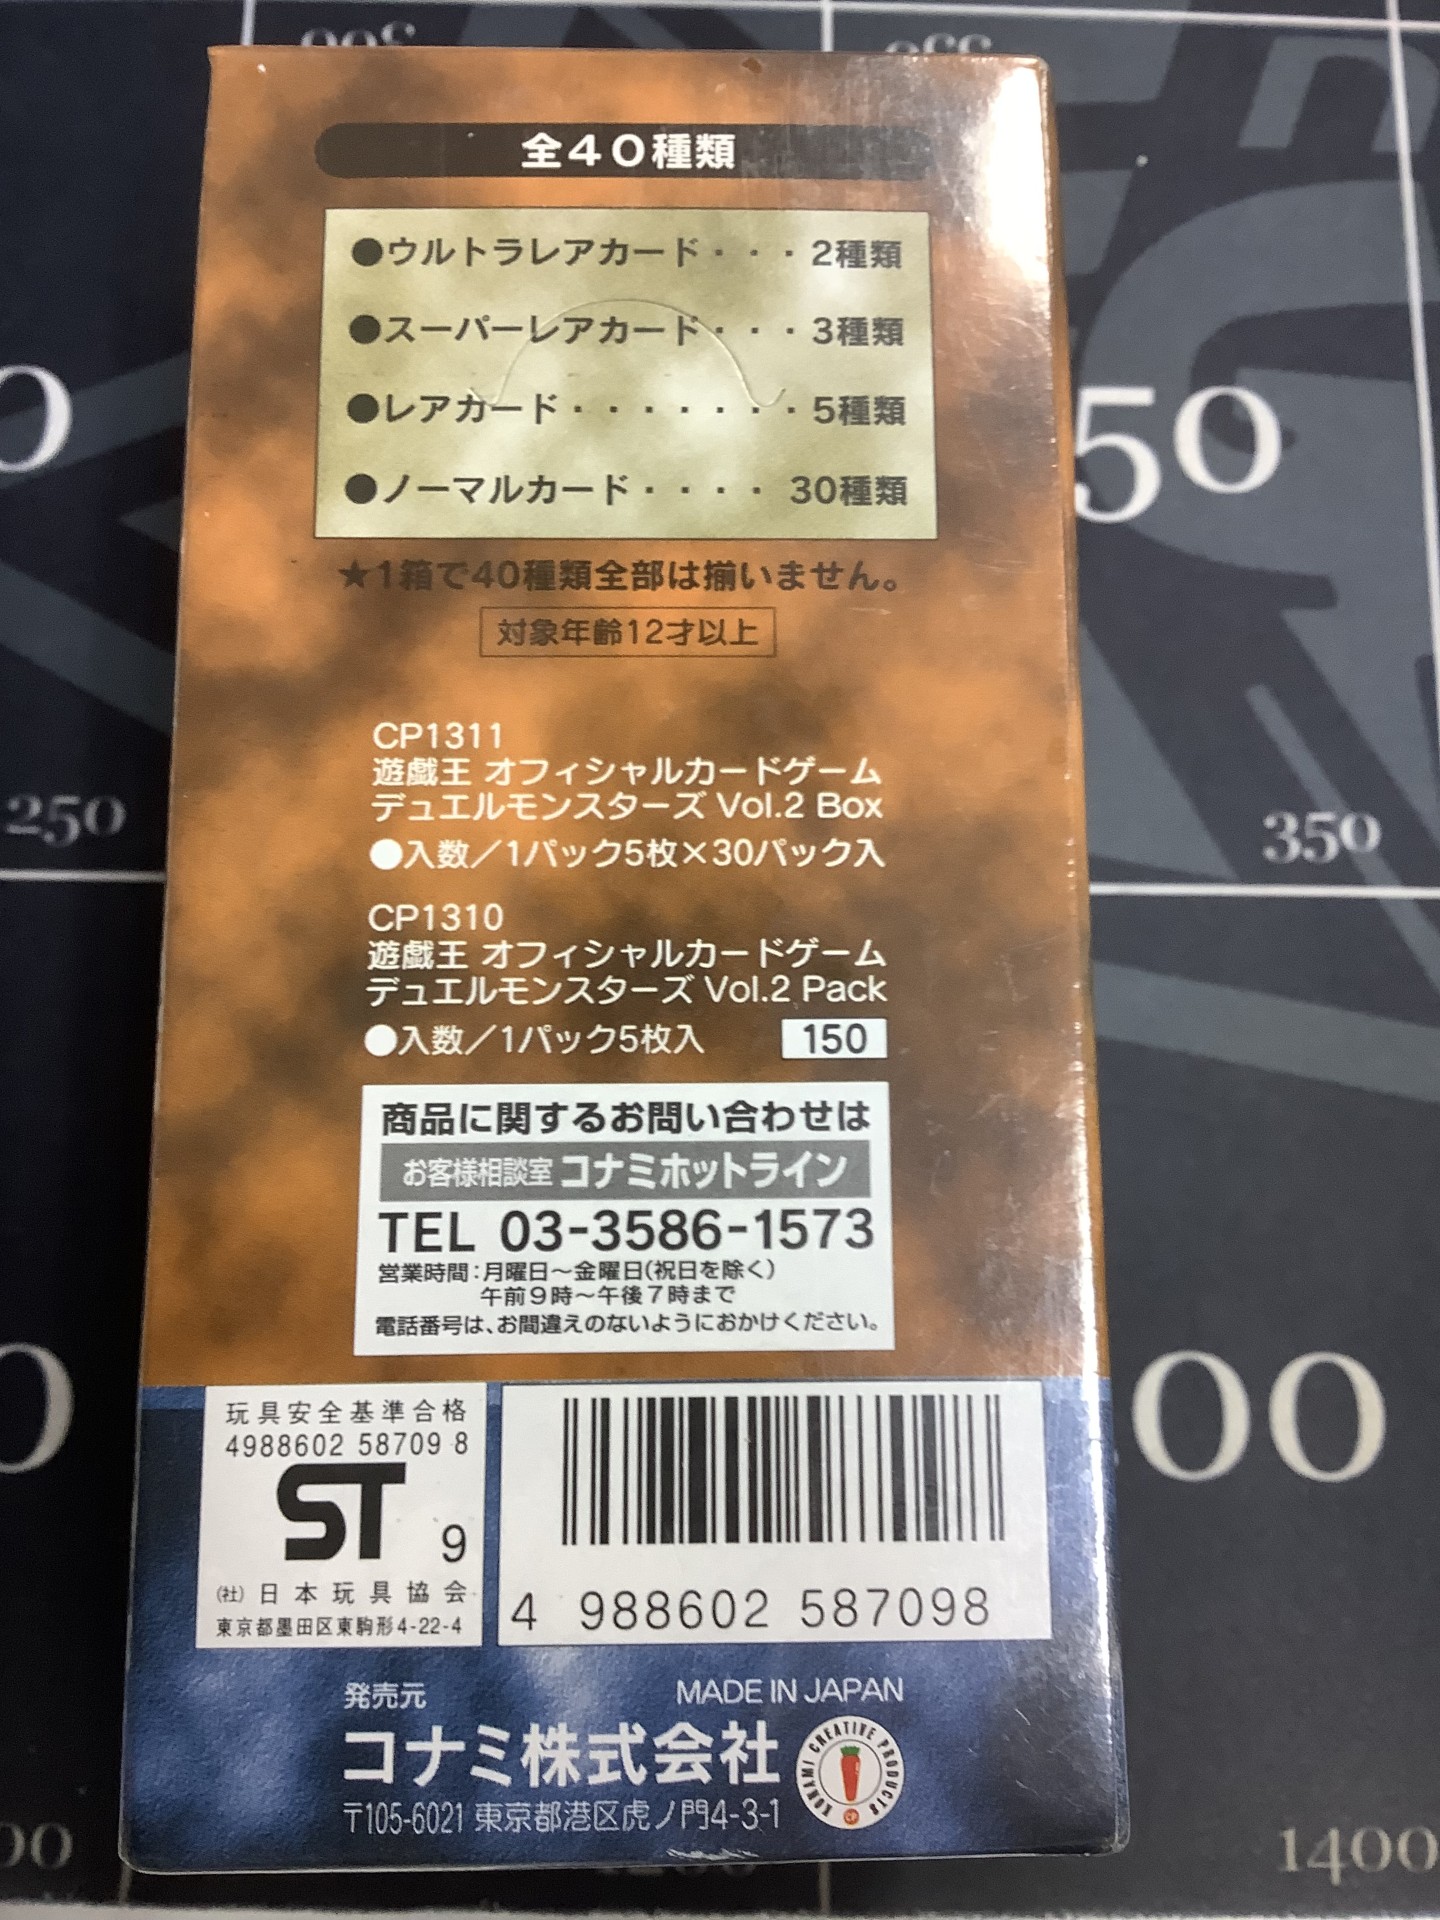 全40種類
●ウルトラレアカード・・・2種類
●スーパーレアカード・・・3種類
●レアカード・・・・・・・5種類
●ノーマルカード・・・・30種類
★1箱で40種類全部は揃いません。
対象年齢12才以上
CP1311
遊戯王 オフィシャルカードゲーム
デュエルモンスターズ Vol.2 Box
●入数／1パック5枚×30パック入
CP1310
遊戯王 オフィシャルカードゲーム
デュエルモンスターズ Vol.2 Pack
●入数／1パック5枚入 150
商品に関するお問い合わせは
お客様相談室 コナミホットライン
TEL 03-3586-1573
営業時間：月曜日～金曜日(祝日を除く)
午前9時～午後7時まで
電話番号は、お間違えのないようにおかけください。
玩具安全基準合格
4988602 58709 8
ST 9
(社)日本玩具協会
東京都墨田区東駒形4-22-4
4 988602 587098
発売元
MADE IN JAPAN
コナミ株式会社
〒105-6021 東京都港区虎ノ門4-3-1
KONAMI CREATIVE PRODUCTS
CP
50
250
350
00
1400